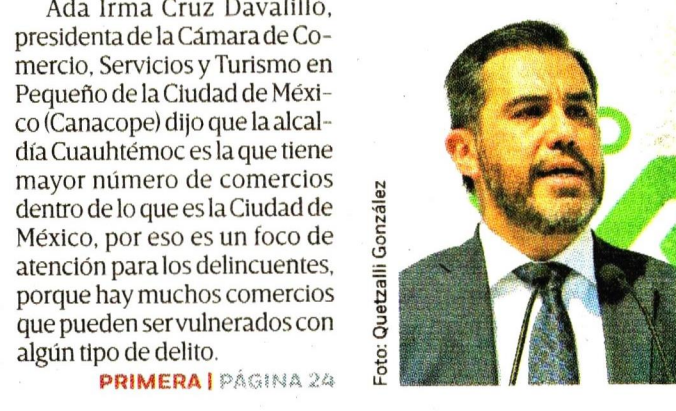 Ada Irma Cruz Davalillo,
presidenta de la Cámara de Co-
mercio, Servicios y Turismo en
Pequeño de la Ciudad de Méxi-
co (Canacope) dijo que la alcal-
día Cuauhtémoc es la que tiene
mayor número de comercios
dentro de lo que es la Ciudad de
México, por eso es un foco de
atención para los delincuentes,
porque hay muchos comercios
que pueden ser vulnerados con
algún tipo de delito.
PRIMERA | PÁGINA 24
Foto: Quetzalli González